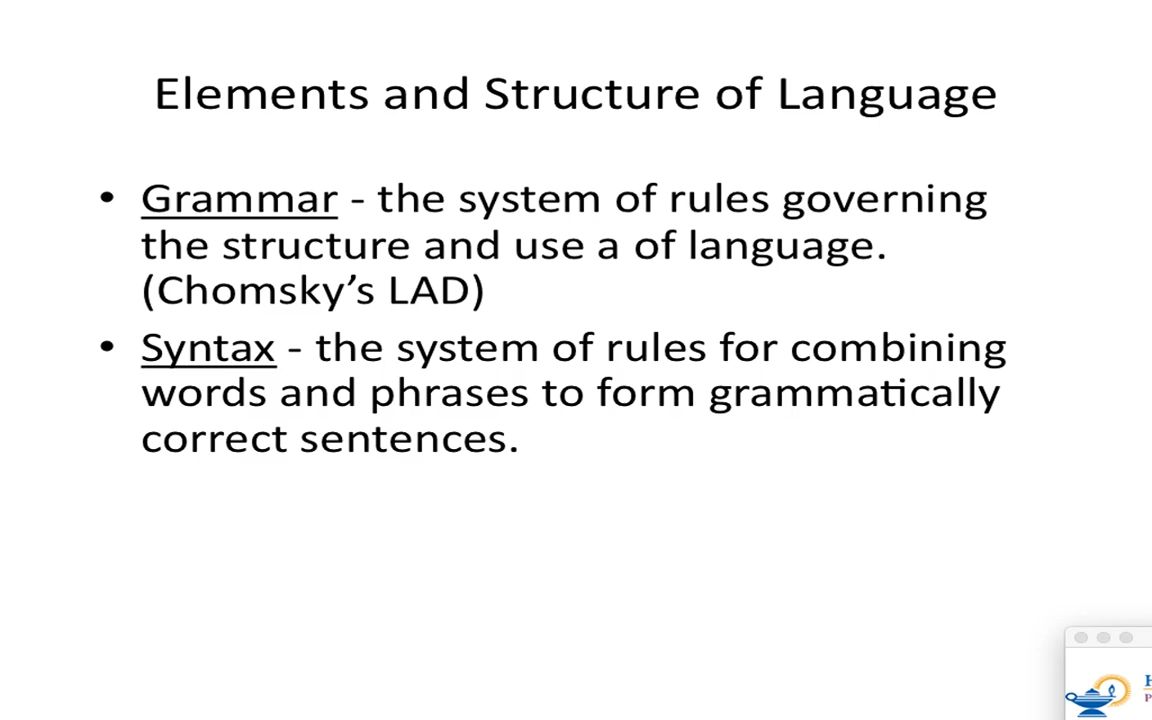 Elements and Structure of Language
• Grammar - the system of rules governing
the structure and use a of language.
(Chomsky’s LAD)
• Syntax - the system of rules for combining
words and phrases to form grammatically
correct sentences.
H
P